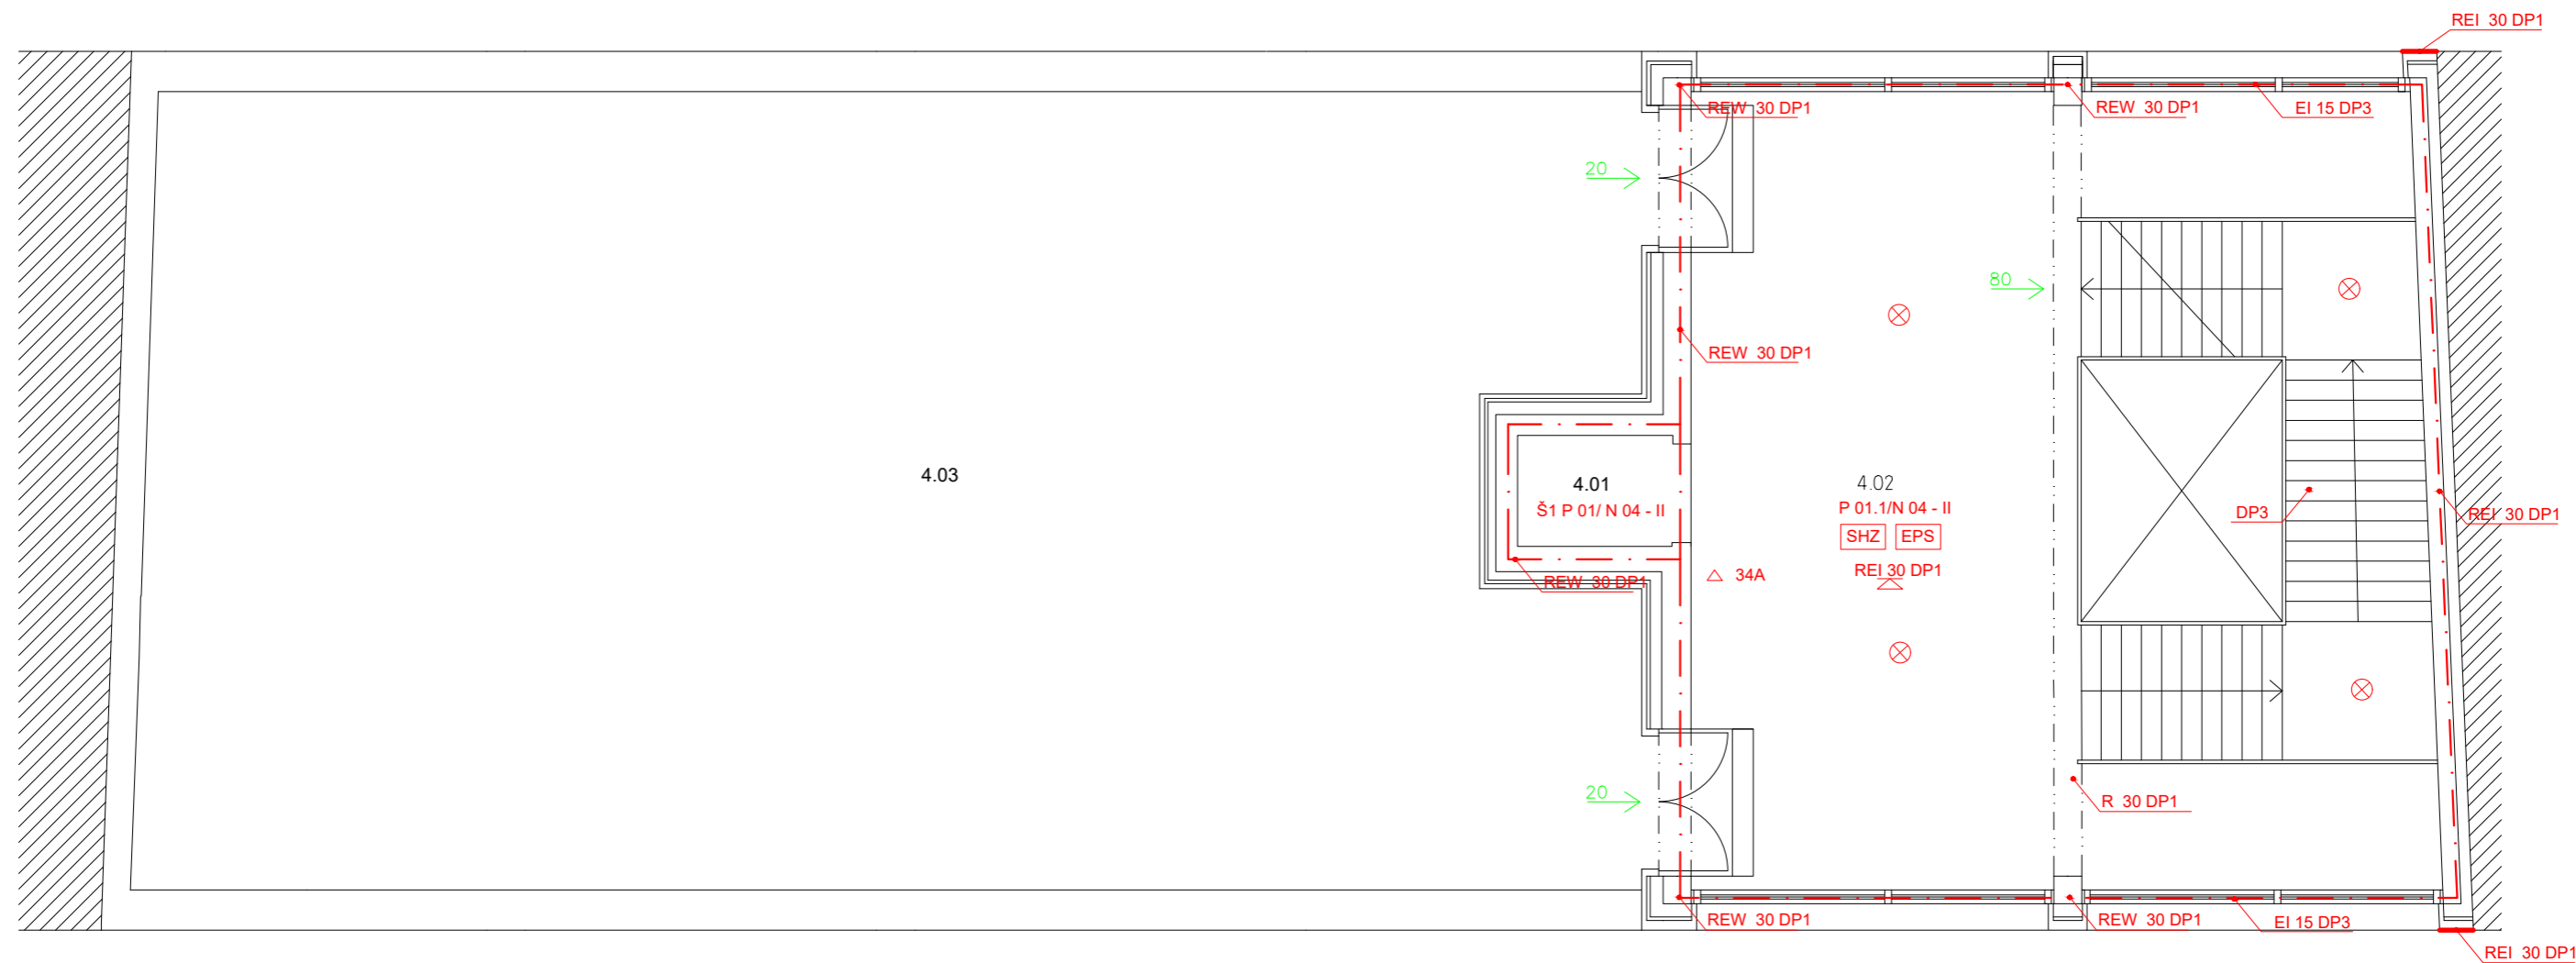 REI 30 DP1
REW 30 DP1
REW 30 DP1
EI 15 DP3
20
80
REW 30 DP1
4.03
4.01
Š1 P 01/ N 04 - II
4.02
P 01.1/N 04 - II
SHZ
EPS
DP3
REI 30 DP1
REW 30 DP1
34A
REI 30 DP1
20
R 30 DP1
REW 30 DP1
REW 30 DP1
EI 15 DP3
REI 30 DP1